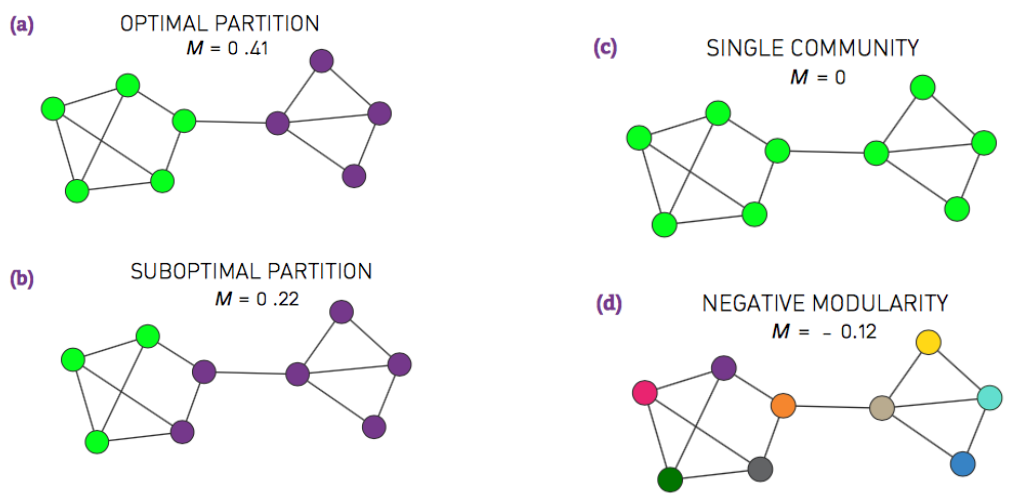 (a)
OPTIMAL PARTITION
M = 0 .41
(b)
SUBOPTIMAL PARTITION
M = 0 .22
(c)
SINGLE COMMUNITY
M = 0
(d)
NEGATIVE MODULARITY
M = - 0.12